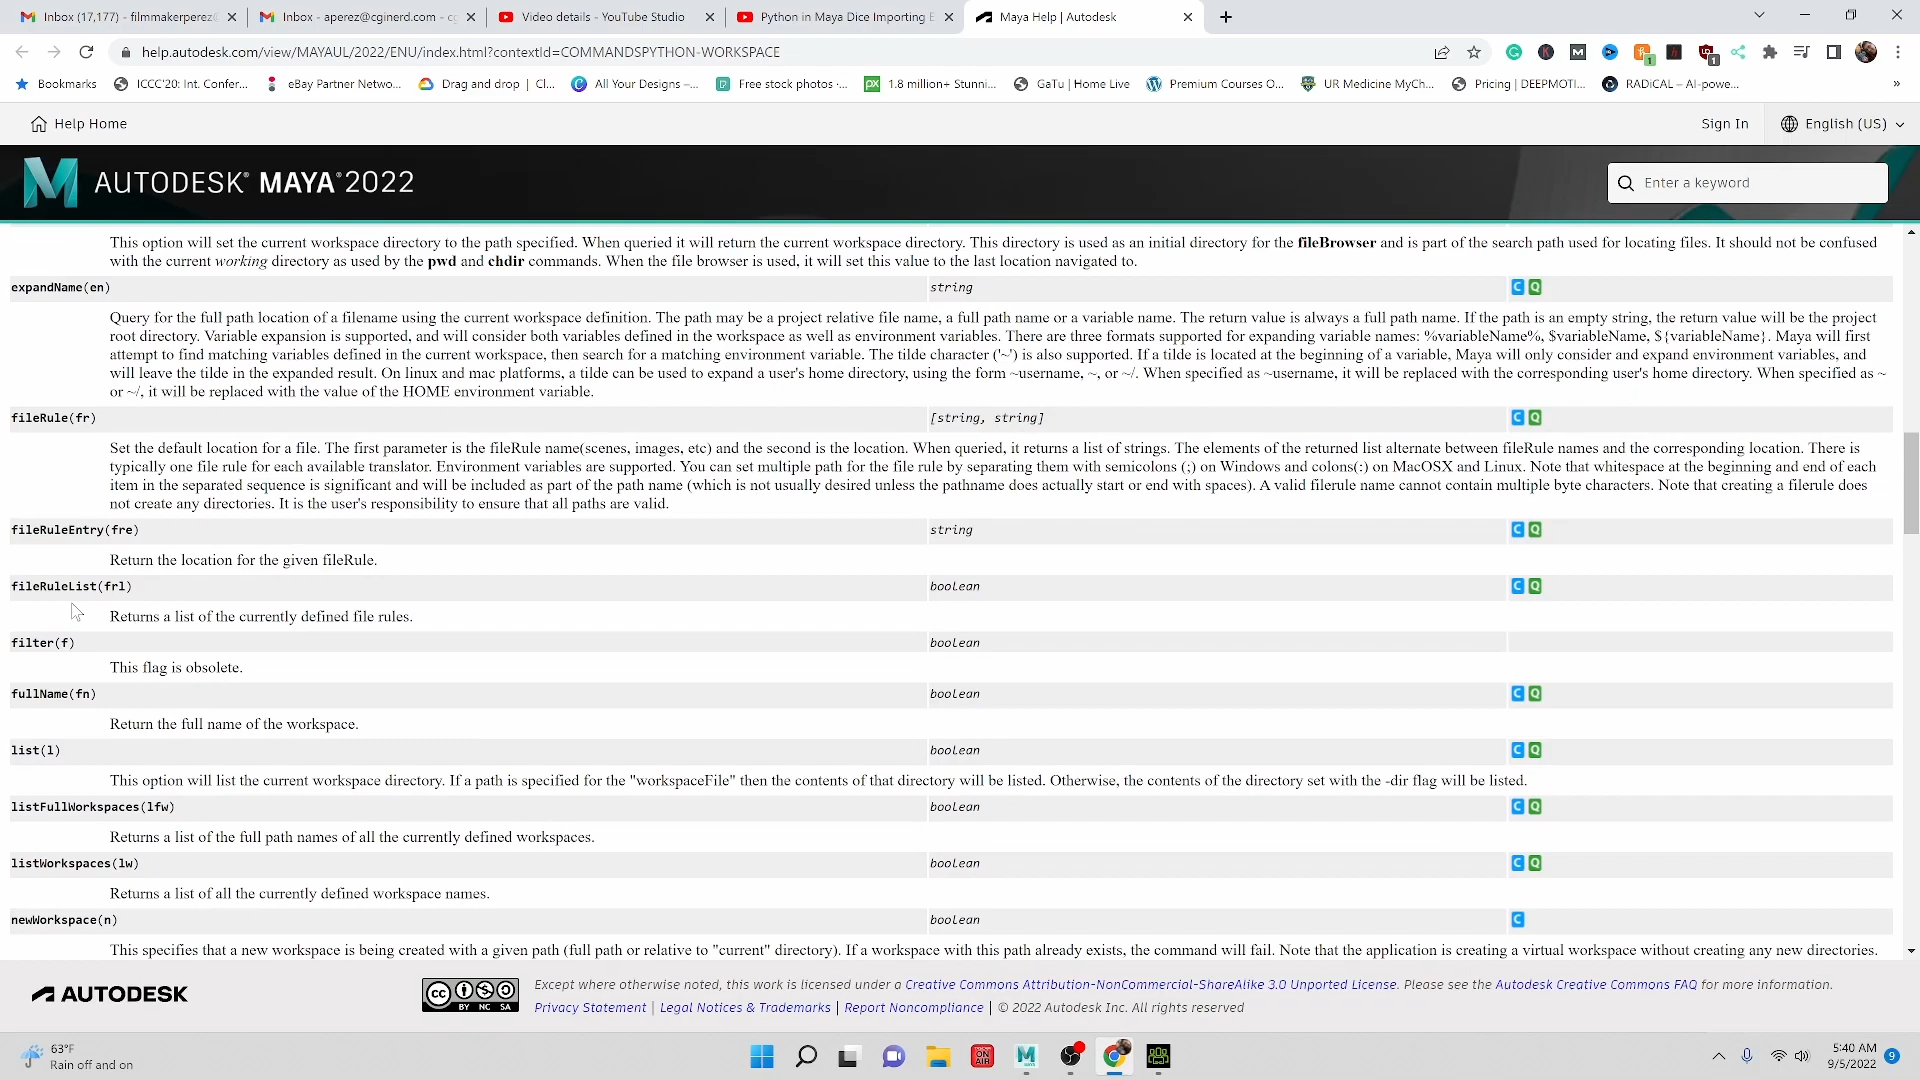 Inbox (17,177) - filmmakerperez
Inbox - aperez@cginerd.com - cg
Video details - YouTube Studio
Python in Maya Dice Importing E
Maya Help | Autodesk
help.autodesk.com/view/MAYAUL/2022/ENU/index.html?contextId=COMMANDSPYTHON-WORKSPACE
Bookmarks
ICCC'20: Int. Confer...
eBay Partner Netwo...
Drag and drop | Cl...
All Your Designs –...
Free stock photos ·...
1.8 million+ Stunni...
GaTu | Home Live
Premium Courses O...
UR Medicine MyCh...
Pricing | DEEPMOTI...
RADiCAL – AI-powe...
»
Help Home
Sign In
English (US)
AUTODESK® MAYA® 2022
Enter a keyword
This option will set the current workspace directory to the path specified. When queried it will return the current workspace directory. This directory is used as an initial directory for the fileBrowser and is part of the search path used for locating files. It should not be confused
with the current working directory as used by the pwd and chdir commands. When the file browser is used, it will set this value to the last location navigated to.
expandName(en) string C Q
Query for the full path location of a filename using the current workspace definition. The path may be a project relative file name, a full path name or a variable name. The return value is always a full path name. If the path is an empty string, the return value will be the project
root directory. Variable expansion is supported, and will consider both variables defined in the workspace as well as environment variables. There are three formats supported for expanding variable names: %variableName%, $variableName, ${variableName}. Maya will first
attempt to find matching variables defined in the current workspace, then search for a matching environment variable. The tilde character ('~') is also supported. If a tilde is located at the beginning of a variable, Maya will only consider and expand environment variables, and
will leave the tilde in the expanded result. On linux and mac platforms, a tilde can be used to expand a user's home directory, using the form ~username, ~, or ~/. When specified as ~username, it will be replaced with the corresponding user's home directory. When specified as ~
or ~/, it will be replaced with the value of the HOME environment variable.
fileRule(fr) [string, string] C Q
Set the default location for a file. The first parameter is the fileRule name(scenes, images, etc) and the second is the location. When queried, it returns a list of strings. The elements of the returned list alternate between fileRule names and the corresponding location. There is
typically one file rule for each available translator. Environment variables are supported. You can set multiple path for the file rule by separating them with semicolons (;) on Windows and colons(:) on MacOSX and Linux. Note that whitespace at the beginning and end of each
item in the separated sequence is significant and will be included as part of the path name (which is not usually desired unless the pathname does actually start or end with spaces). A valid filerule name cannot contain multiple byte characters. Note that creating a filerule does
not create any directories. It is the user's responsibility to ensure that all paths are valid.
fileRuleEntry(fre) string C Q
Return the location for the given fileRule.
fileRuleList(frl) boolean C Q
Returns a list of the currently defined file rules.
filter(f) boolean
This flag is obsolete.
fullName(fn) boolean C Q
Return the full name of the workspace.
list(l) boolean C Q
This option will list the current workspace directory. If a path is specified for the "workspaceFile" then the contents of that directory will be listed. Otherwise, the contents of the directory set with the -dir flag will be listed.
listFullWorkspaces(lfw) boolean C Q
Returns a list of the full path names of all the currently defined workspaces.
listWorkspaces(lw) boolean C Q
Returns a list of all the currently defined workspace names.
newWorkspace(n) boolean C
This specifies that a new workspace is being created with a given path (full path or relative to "current" directory). If a workspace with this path already exists, the command will fail. Note that the application is creating a virtual workspace without creating any new directories.
AUTODESK
cc BY NC SA
Except where otherwise noted, this work is licensed under a Creative Commons Attribution-NonCommercial-ShareAlike 3.0 Unported License. Please see the Autodesk Creative Commons FAQ for more information.
Privacy Statement | Legal Notices & Trademarks | Report Noncompliance | © 2022 Autodesk Inc. All rights reserved
63°F
Rain off and on
ON AIR
5:40 AM
9/5/2022
9